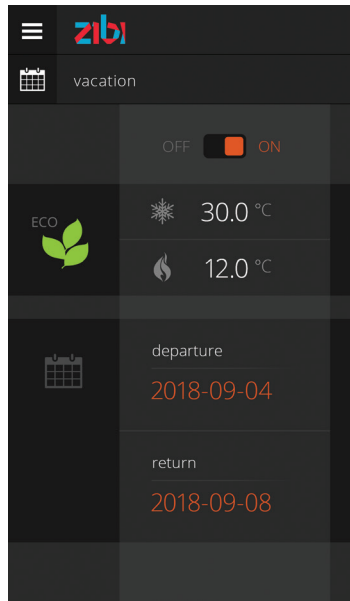 zibi
vacation
OFF ON
ECO
30.0 °C
12.0 °C
departure
2018-09-04
return
2018-09-08